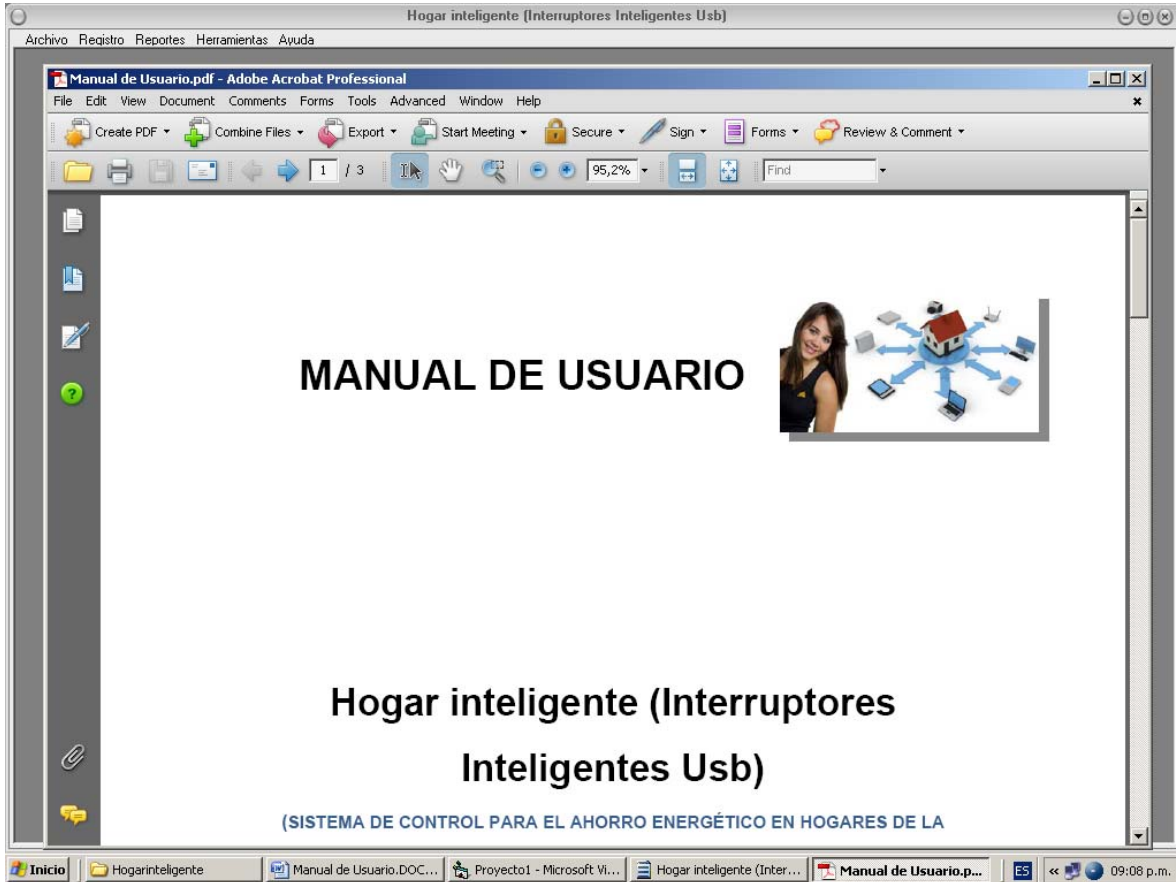 Hogar inteligente (Interruptores Inteligentes Usb)
Archivo Registro Reportes Herramientas Ayuda
Manual de Usuario.pdf - Adobe Acrobat Professional
File Edit View Document Comments Forms Tools Advanced Window Help
Create PDF Combine Files Export Start Meeting Secure Sign Forms Review & Comment
1 / 3 95,2% Find
MANUAL DE USUARIO
Hogar inteligente (Interruptores
Inteligentes Usb)
(SISTEMA DE CONTROL PARA EL AHORRO ENERGÉTICO EN HOGARES DE LA
Inicio Hogarinteligente Manual de Usuario.DOC... Proyecto1 - Microsoft Vi... Hogar inteligente (Inter... Manual de Usuario.p... ES « 09:08 p.m.